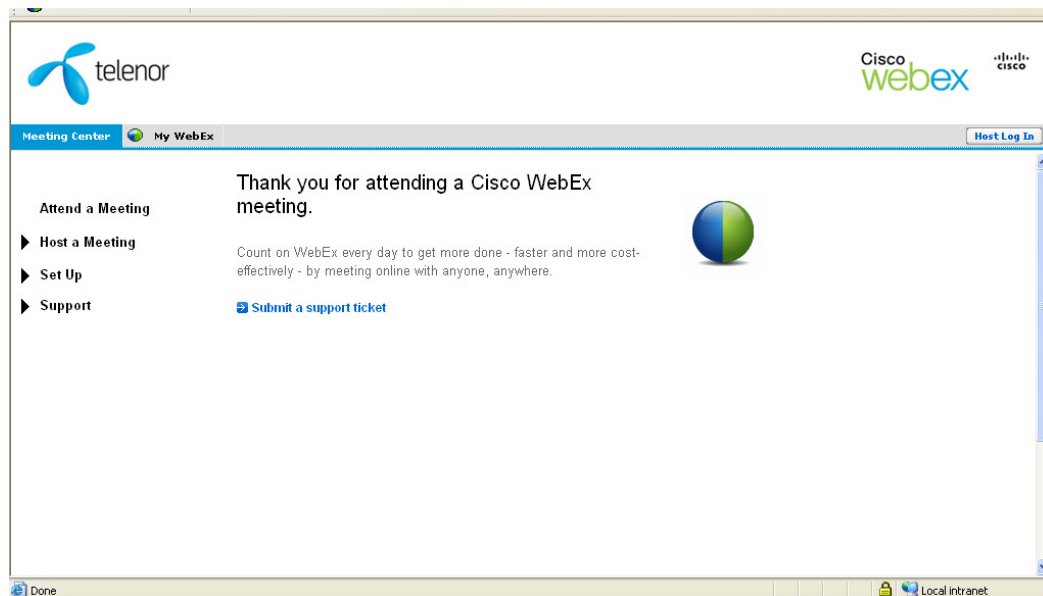 telenor
Cisco
webex
CISCO
Meeting Center
My WebEx
Host Log In
Thank you for attending a Cisco WebEx
meeting.
Attend a Meeting
Host a Meeting
Set Up
Support
Count on WebEx every day to get more done - faster and more cost-
effectively - by meeting online with anyone, anywhere.
Submit a support ticket
Done
Local intranet